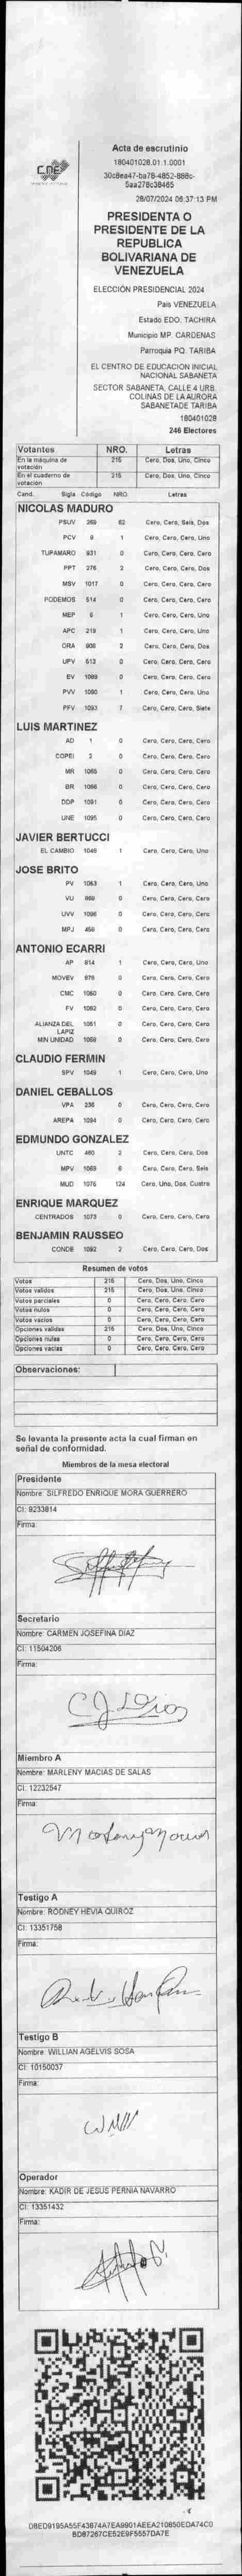 CNE
Acta de escrutinio
180401028.01.1.0001
30c8ea47-ba78-4852-888c-
5aa278c38465
28/07/2024 06:37:13 PM
PRESIDENTA O
PRESIDENTE DE LA
REPUBLICA
BOLIVARIANA DE
VENEZUELA
ELECCIÓN PRESIDENCIAL 2024
Pais VENEZUELA
Estado EDO. TACHIRA
Municipio MP. CARDENAS
Parroquia PQ. TARIBA
EL CENTRO DE EDUCACION INICIAL
NACIONAL SABANETA
SECTOR SABANETA, CALLE 4 URB.
COLINAS DE LA AURORA
SABANETADE TARIBA
180401028
246 Electores
Votantes NRO. Letras
En la máquina de votación 215 Cero, Dos, Uno, Cinco
En el cuaderno de votación 215 Cero, Dos, Uno, Cinco
Cand. Sigla Código NRO Letras
NICOLAS MADURO
PSUV 269 62 Cero, Cero, Seis, Dos
PCV 9 1 Cero, Cero, Cero, Uno
TUPAMARO 931 0 Cero, Cero, Cero, Cero
PPT 276 2 Cero, Cero, Cero, Dos
MSV 1017 0 Cero, Cero, Cero, Cero
PODEMOS 514 0 Cero, Cero, Cero, Cero
MEP 6 1 Cero, Cero, Cero, Uno
APC 219 1 Cero, Cero, Cero, Uno
ORA 908 2 Cero, Cero, Cero, Dos
UPV 513 0 Cero, Cero, Cero, Cero
EV 1089 0 Cero, Cero, Cero, Cero
PVV 1090 1 Cero, Cero, Cero, Uno
PFV 1093 7 Cero, Cero, Cero, Siete
LUIS MARTINEZ
AD 1 0 Cero, Cero, Cero, Cero
COPEI 3 0 Cero, Cero, Cero, Cero
MR 1065 0 Cero, Cero, Cero, Cero
BR 1066 0 Cero, Cero, Cero, Cero
DDP 1091 0 Cero, Cero, Cero, Cero
UNE 1095 0 Cero, Cero, Cero, Cero
JAVIER BERTUCCI
EL CAMBIO 1048 1 Cero, Cero, Cero, Uno
JOSE BRITO
PV 1053 1 Cero, Cero, Cero, Uno
VU 869 0 Cero, Cero, Cero, Cero
UVV 1096 0 Cero, Cero, Cero, Cero
MPJ 459 0 Cero, Cero, Cero, Cero
ANTONIO ECARRI
AP 914 1 Cero, Cero, Cero, Uno
MOVEV 978 0 Cero, Cero, Cero, Cero
CMC 1050 0 Cero, Cero, Cero, Cero
FV 1082 0 Cero, Cero, Cero, Cero
ALIANZA DEL LAPIZ 1051 0 Cero, Cero, Cero, Cero
MIN UNIDAD 1059 0 Cero, Cero, Cero, Cero
CLAUDIO FERMIN
SPV 1049 1 Cero, Cero, Cero, Uno
DANIEL CEBALLOS
VPA 236 0 Cero, Cero, Cero, Cero
AREPA 1094 0 Cero, Cero, Cero, Cero
EDMUNDO GONZALEZ
UNTC 460 2 Cero, Cero, Cero, Dos
MPV 1069 6 Cero, Cero, Cero, Seis
MUD 1076 124 Cero, Uno, Dos, Cuatro
ENRIQUE MARQUEZ
CENTRADOS 1073 0 Cero, Cero, Cero, Cero
BENJAMIN RAUSSEO
CONDE 1092 2 Cero, Cero, Cero, Dos
Resumen de votos
Votos 215 Cero, Dos, Uno, Cinco
Votos validos 215 Cero, Dos, Uno, Cinco
Votos parciales 0 Cero, Cero, Cero, Cero
Votos nulos 0 Cero, Cero, Cero, Cero
Votos vacios 0 Cero, Cero, Cero, Cero
Opciones validas 215 Cero, Dos, Uno, Cinco
Opciones nulas 0 Cero, Cero, Cero, Cero
Opciones vacias 0 Cero, Cero, Cero, Cero
Observaciones:
Se levanta la presente acta la cual firman en
señal de conformidad.
Miembros de la mesa electoral
Presidente
Nombre: SILFREDO ENRIQUE MORA GUERRERO
CI: 9233814
Firma:
Secretario
Nombre: CARMEN JOSEFINA DIAZ
CI: 11504206
Firma:
Miembro A
Nombre: MARLENY MACIAS DE SALAS
CI: 12232547
Firma:
Testigo A
Nombre: RODNEY HEVIA QUIROZ
CI: 13351758
Firma:
Testigo B
Nombre: WILLIAN AGELVIS SOSA
CI: 10150037
Firma:
Operador
Nombre: KADIR DE JESUS PERNIA NAVARRO
CI: 13351432
Firma: